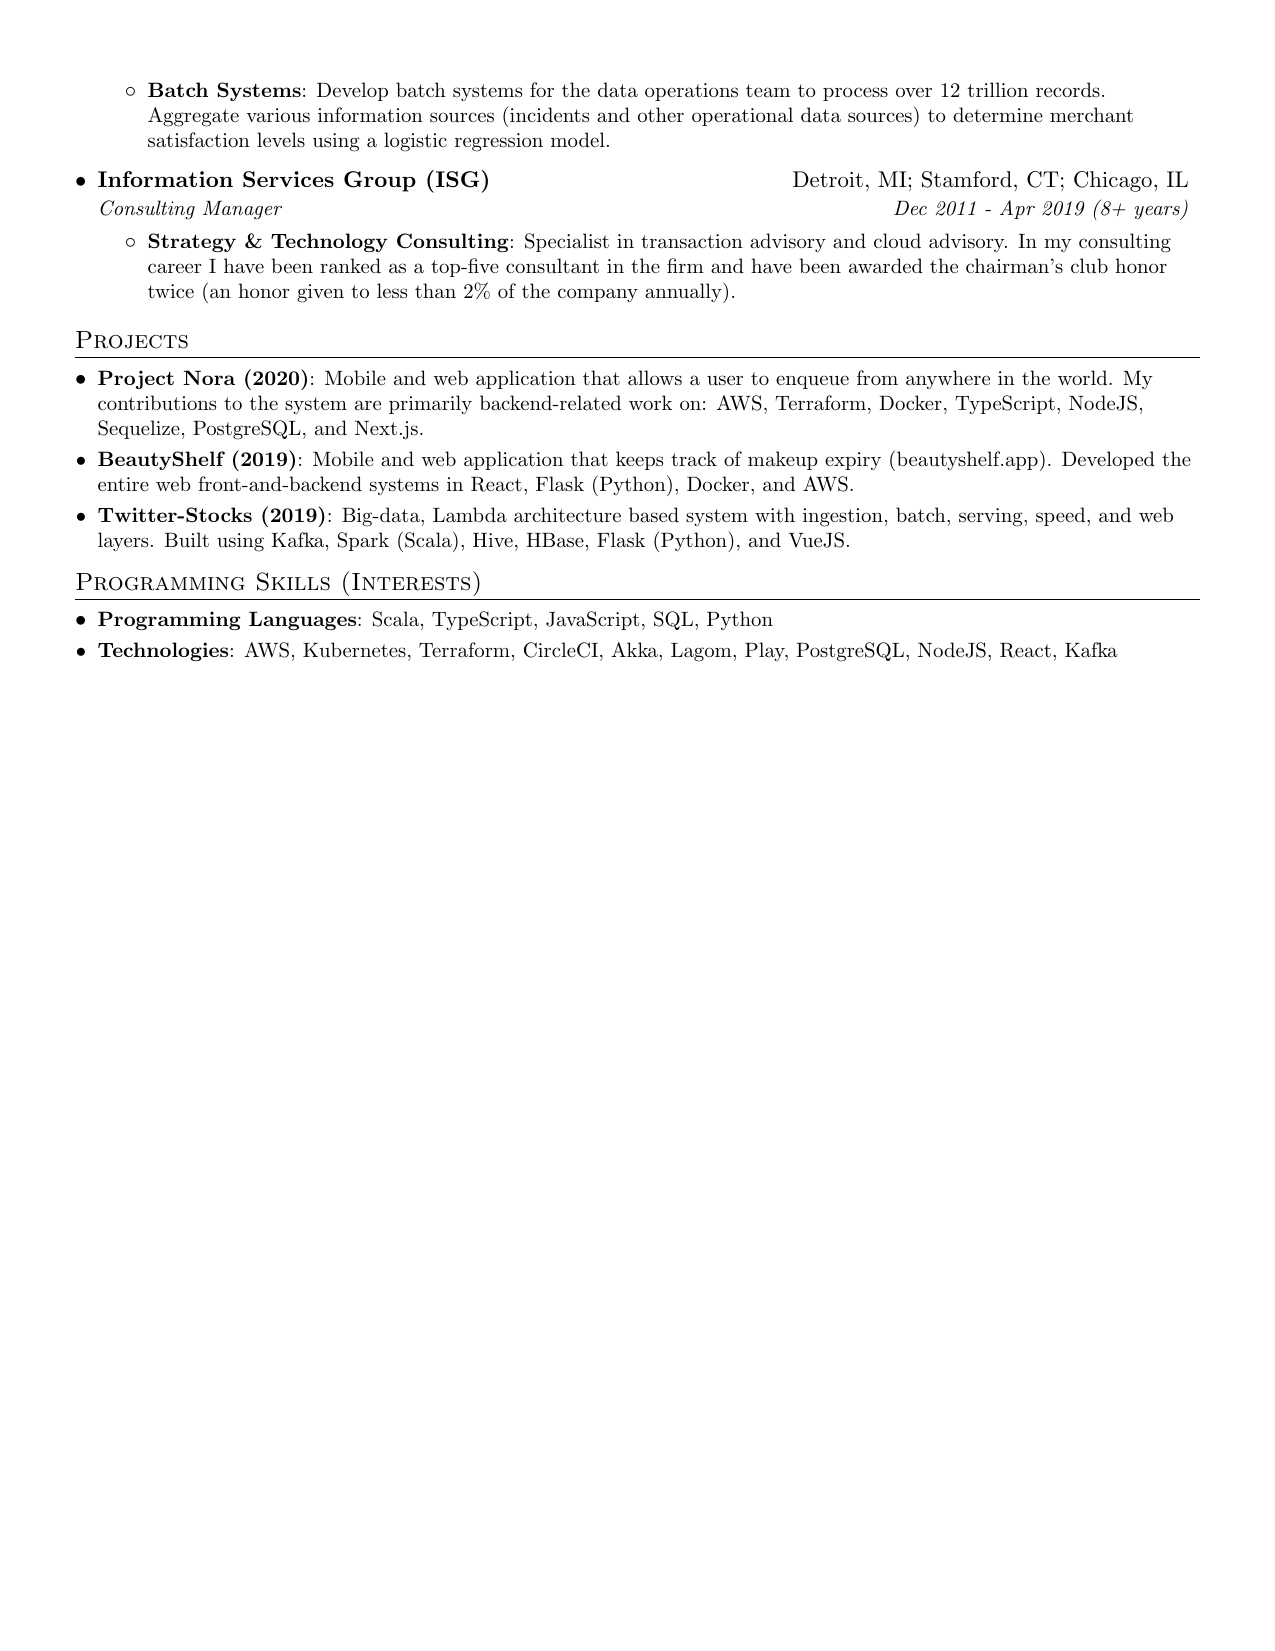 ◦ Batch Systems: Develop batch systems for the data operations team to process over 12 trillion records.
Aggregate various information sources (incidents and other operational data sources) to determine merchant
satisfaction levels using a logistic regression model.
• Information Services Group (ISG) Detroit, MI; Stamford, CT; Chicago, IL
Consulting Manager Dec 2011 - Apr 2019 (8+ years)
◦ Strategy & Technology Consulting: Specialist in transaction advisory and cloud advisory. In my consulting
career I have been ranked as a top-five consultant in the firm and have been awarded the chairman's club honor
twice (an honor given to less than 2% of the company annually).
Projects
• Project Nora (2020): Mobile and web application that allows a user to enqueue from anywhere in the world. My
contributions to the system are primarily backend-related work on: AWS, Terraform, Docker, TypeScript, NodeJS,
Sequelize, PostgreSQL, and Next.js.
• BeautyShelf (2019): Mobile and web application that keeps track of makeup expiry (beautyshelf.app). Developed the
entire web front-and-backend systems in React, Flask (Python), Docker, and AWS.
• Twitter-Stocks (2019): Big-data, Lambda architecture based system with ingestion, batch, serving, speed, and web
layers. Built using Kafka, Spark (Scala), Hive, HBase, Flask (Python), and VueJS.
Programming Skills (Interests)
• Programming Languages: Scala, TypeScript, JavaScript, SQL, Python
• Technologies: AWS, Kubernetes, Terraform, CircleCI, Akka, Lagom, Play, PostgreSQL, NodeJS, React, Kafka